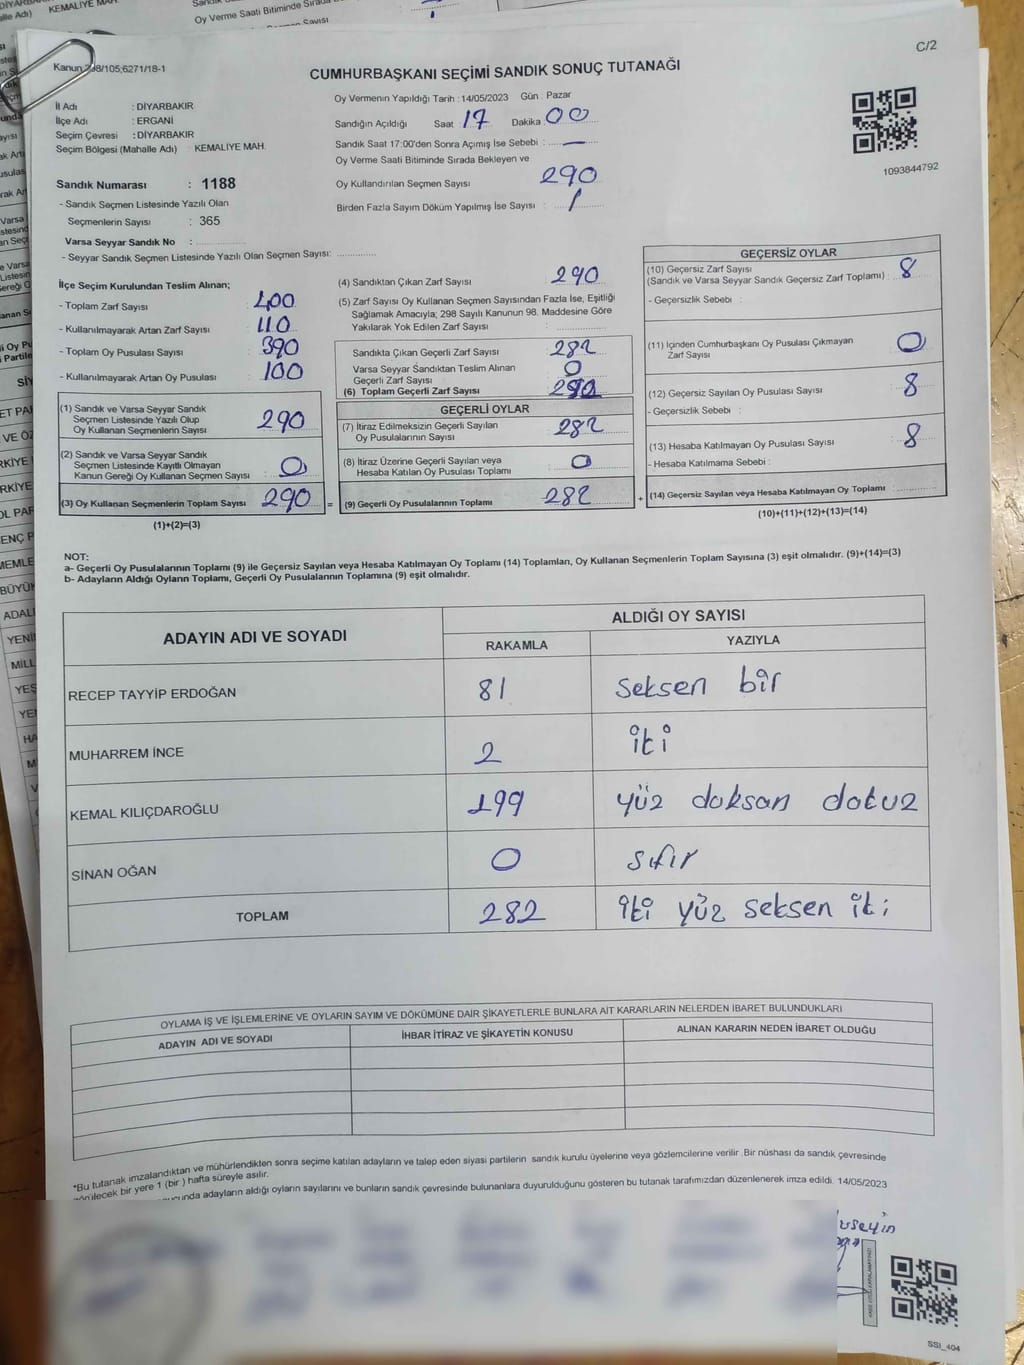 C/2
Kanun:298/105;6271/18-1
CUMHURBAŞKANI SEÇİMİ SANDIK SONUÇ TUTANAĞI
İl Adı : DİYARBAKIR
İlçe Adı : ERGANİ
Seçim Çevresi : DİYARBAKIR
Seçim Bölgesi (Mahalle Adı) KEMALİYE MAH.
Sandık Numarası : 1188
- Sandık Seçmen Listesinde Yazılı Olan
Seçmenlerin Sayısı : 365
Varsa Seyyar Sandık No :
- Seyyar Sandık Seçmen Listesinde Yazılı Olan Seçmen Sayısı:
Oy Vermenin Yapıldığı Tarih : 14/05/2023 Gün : Pazar
Sandığın Açıldığı Saat 17 Dakika 00
Sandık Saat 17:00'den Sonra Açımış İse Sebebi : —
Oy Verme Saati Bitiminde Sırada Bekleyen ve
Oy Kullandırılan Seçmen Sayısı 290
Birden Fazla Sayım Döküm Yapılmış İse Sayısı : /
1093844792
İlçe Seçim Kurulundan Teslim Alınan;
- Toplam Zarf Sayısı 400
- Kullanılmayarak Artan Zarf Sayısı 110
- Toplam Oy Pusulası Sayısı 390
- Kullanılmayarak Artan Oy Pusulası 100
(1) Sandık ve Varsa Seyyar Sandık
Seçmen Listesinde Yazılı Olup
Oy Kullanan Seçmenlerin Sayısı 290
(2) Sandık ve Varsa Seyyar Sandık
Seçmen Listesinde Kayıtlı Olmayan
Kanun Gereği Oy Kullanan Seçmen Sayısı 0
(3) Oy Kullanan Seçmenlerin Toplam Sayısı 290 =
(1)+(2)=(3)
(4) Sandıktan Çıkan Zarf Sayısı 290
(5) Zarf Sayısı Oy Kullanan Seçmen Sayısından Fazla İse, Eşitliği
Sağlamak Amacıyla; 298 Sayılı Kanunun 98. Maddesine Göre
Yakılarak Yok Edilen Zarf Sayısı :
Sandıkta Çıkan Geçerli Zarf Sayısı 282
Varsa Seyyar Sandıktan Teslim Alınan
Geçerli Zarf Sayısı 0
(6) Toplam Geçerli Zarf Sayısı
GEÇERLİ OYLAR
(7) İtiraz Edilmeksizin Geçerli Sayılan
Oy Pusulalarının Sayısı 282
(8) İtiraz Üzerine Geçerli Sayılan veya
Hesaba Katılan Oy Pusulası Toplamı 0
(9) Geçerli Oy Pusulalarının Toplamı 282 +
GEÇERSİZ OYLAR
(10) Geçersiz Zarf Sayısı
(Sandık ve Varsa Seyyar Sandık Geçersiz Zarf Toplamı) : 8
- Geçersizlik Sebebi :
(11) İçinden Cumhurbaşkanı Oy Pusulası Çıkmayan
Zarf Sayısı 0
(12) Geçersiz Sayılan Oy Pusulası Sayısı 8
- Geçersizlik Sebebi :
(13) Hesaba Katılmayan Oy Pusulası Sayısı 8
- Hesaba Katılmama Sebebi :
(14) Geçersiz Sayılan veya Hesaba Katılmayan Oy Toplamı
(10)+(11)+(12)+(13)=(14)
NOT:
a- Geçerli Oy Pusulalarının Toplamı (9) ile Geçersiz Sayılan veya Hesaba Katılmayan Oy Toplamı (14) Toplamları, Oy Kullanan Seçmenlerin Toplam Sayısına (3) eşit olmalıdır. (9)+(14)=(3)
b- Adayların Aldığı Oyların Toplamı, Geçerli Oy Pusulalarının Toplamına (9) eşit olmalıdır.
ADAYIN ADI VE SOYADI ALDIĞI OY SAYISI
RAKAMLA YAZIYLA
RECEP TAYYİP ERDOĞAN 81 Seksen bir
MUHARREM İNCE 2 iki
KEMAL KILIÇDAROĞLU 199 yüz doksan dokuz
SİNAN OĞAN 0 sıfır
TOPLAM 282 iki yüz seksen iki
OYLAMA İŞ VE İŞLEMLERİNE VE OYLARIN SAYIM VE DÖKÜMÜNE DAİR ŞİKAYETLERLE BUNLARA AİT KARARLARIN NELERDEN İBARET BULUNDUKLARI
ADAYIN ADI VE SOYADI İHBAR İTİRAZ VE ŞİKAYETİN KONUSU ALINAN KARARIN NEDEN İBARET OLDUĞU
*Bu tutanak imzalandıktan ve mühürlendikten sonra seçime katılan adayların ve talep eden siyasi partilerin sandık kurulu üyelerine veya gözlemcilerine verilir. Bir nüshası da sandık çevresinde
görülecek bir yere 1 (bir ) hafta süreyle asılır.
adayların aldığı oyların sayılarını ve bunların sandık çevresinde bulunanlara duyurulduğunu gösteren bu tutanak tarafımızdan düzenlenerek imza edildi. 14/05/2023
SSI_404